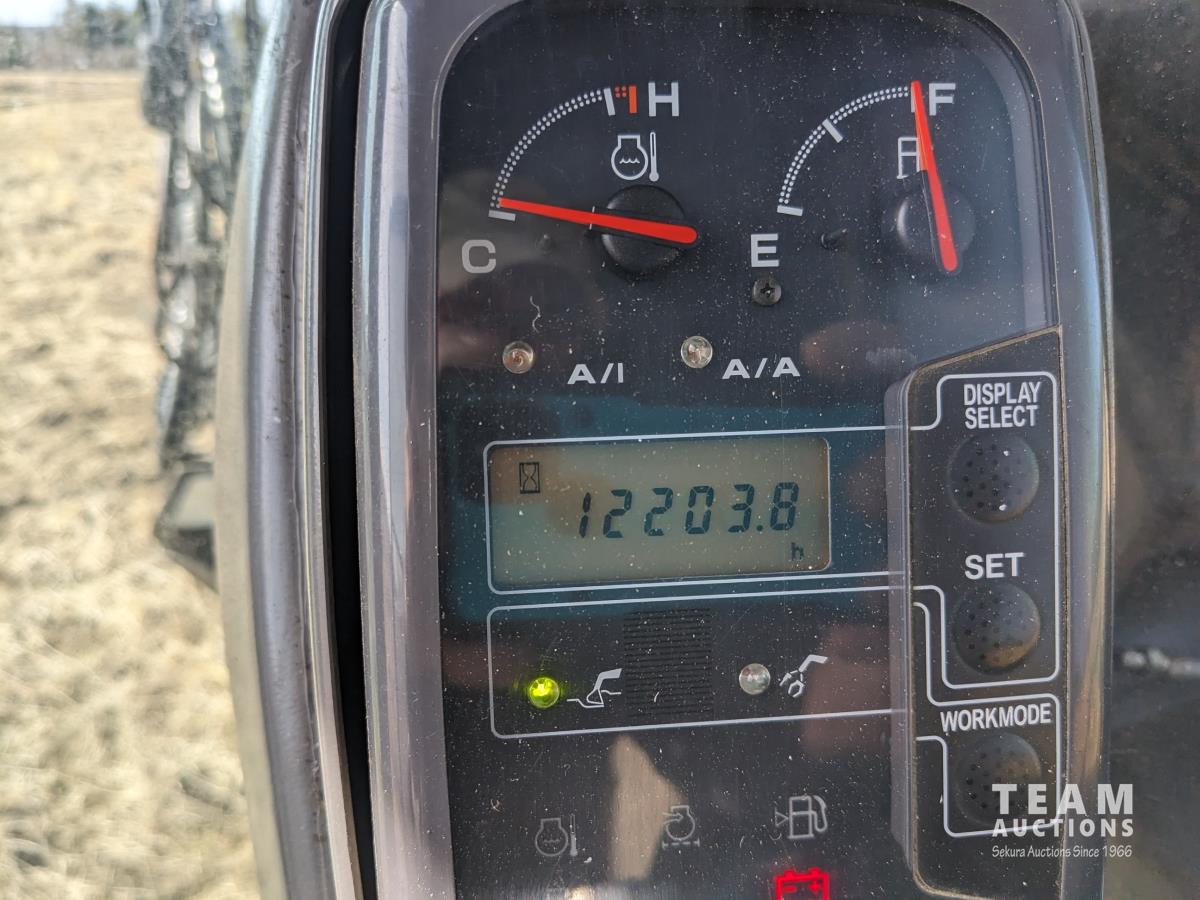 H
F
C
E
A/I
A/A
DISPLAY
SELECT
12203.8
h
SET
WORKMODE
TEAM
AUCTIONS
Sekura Auctions Since 1966